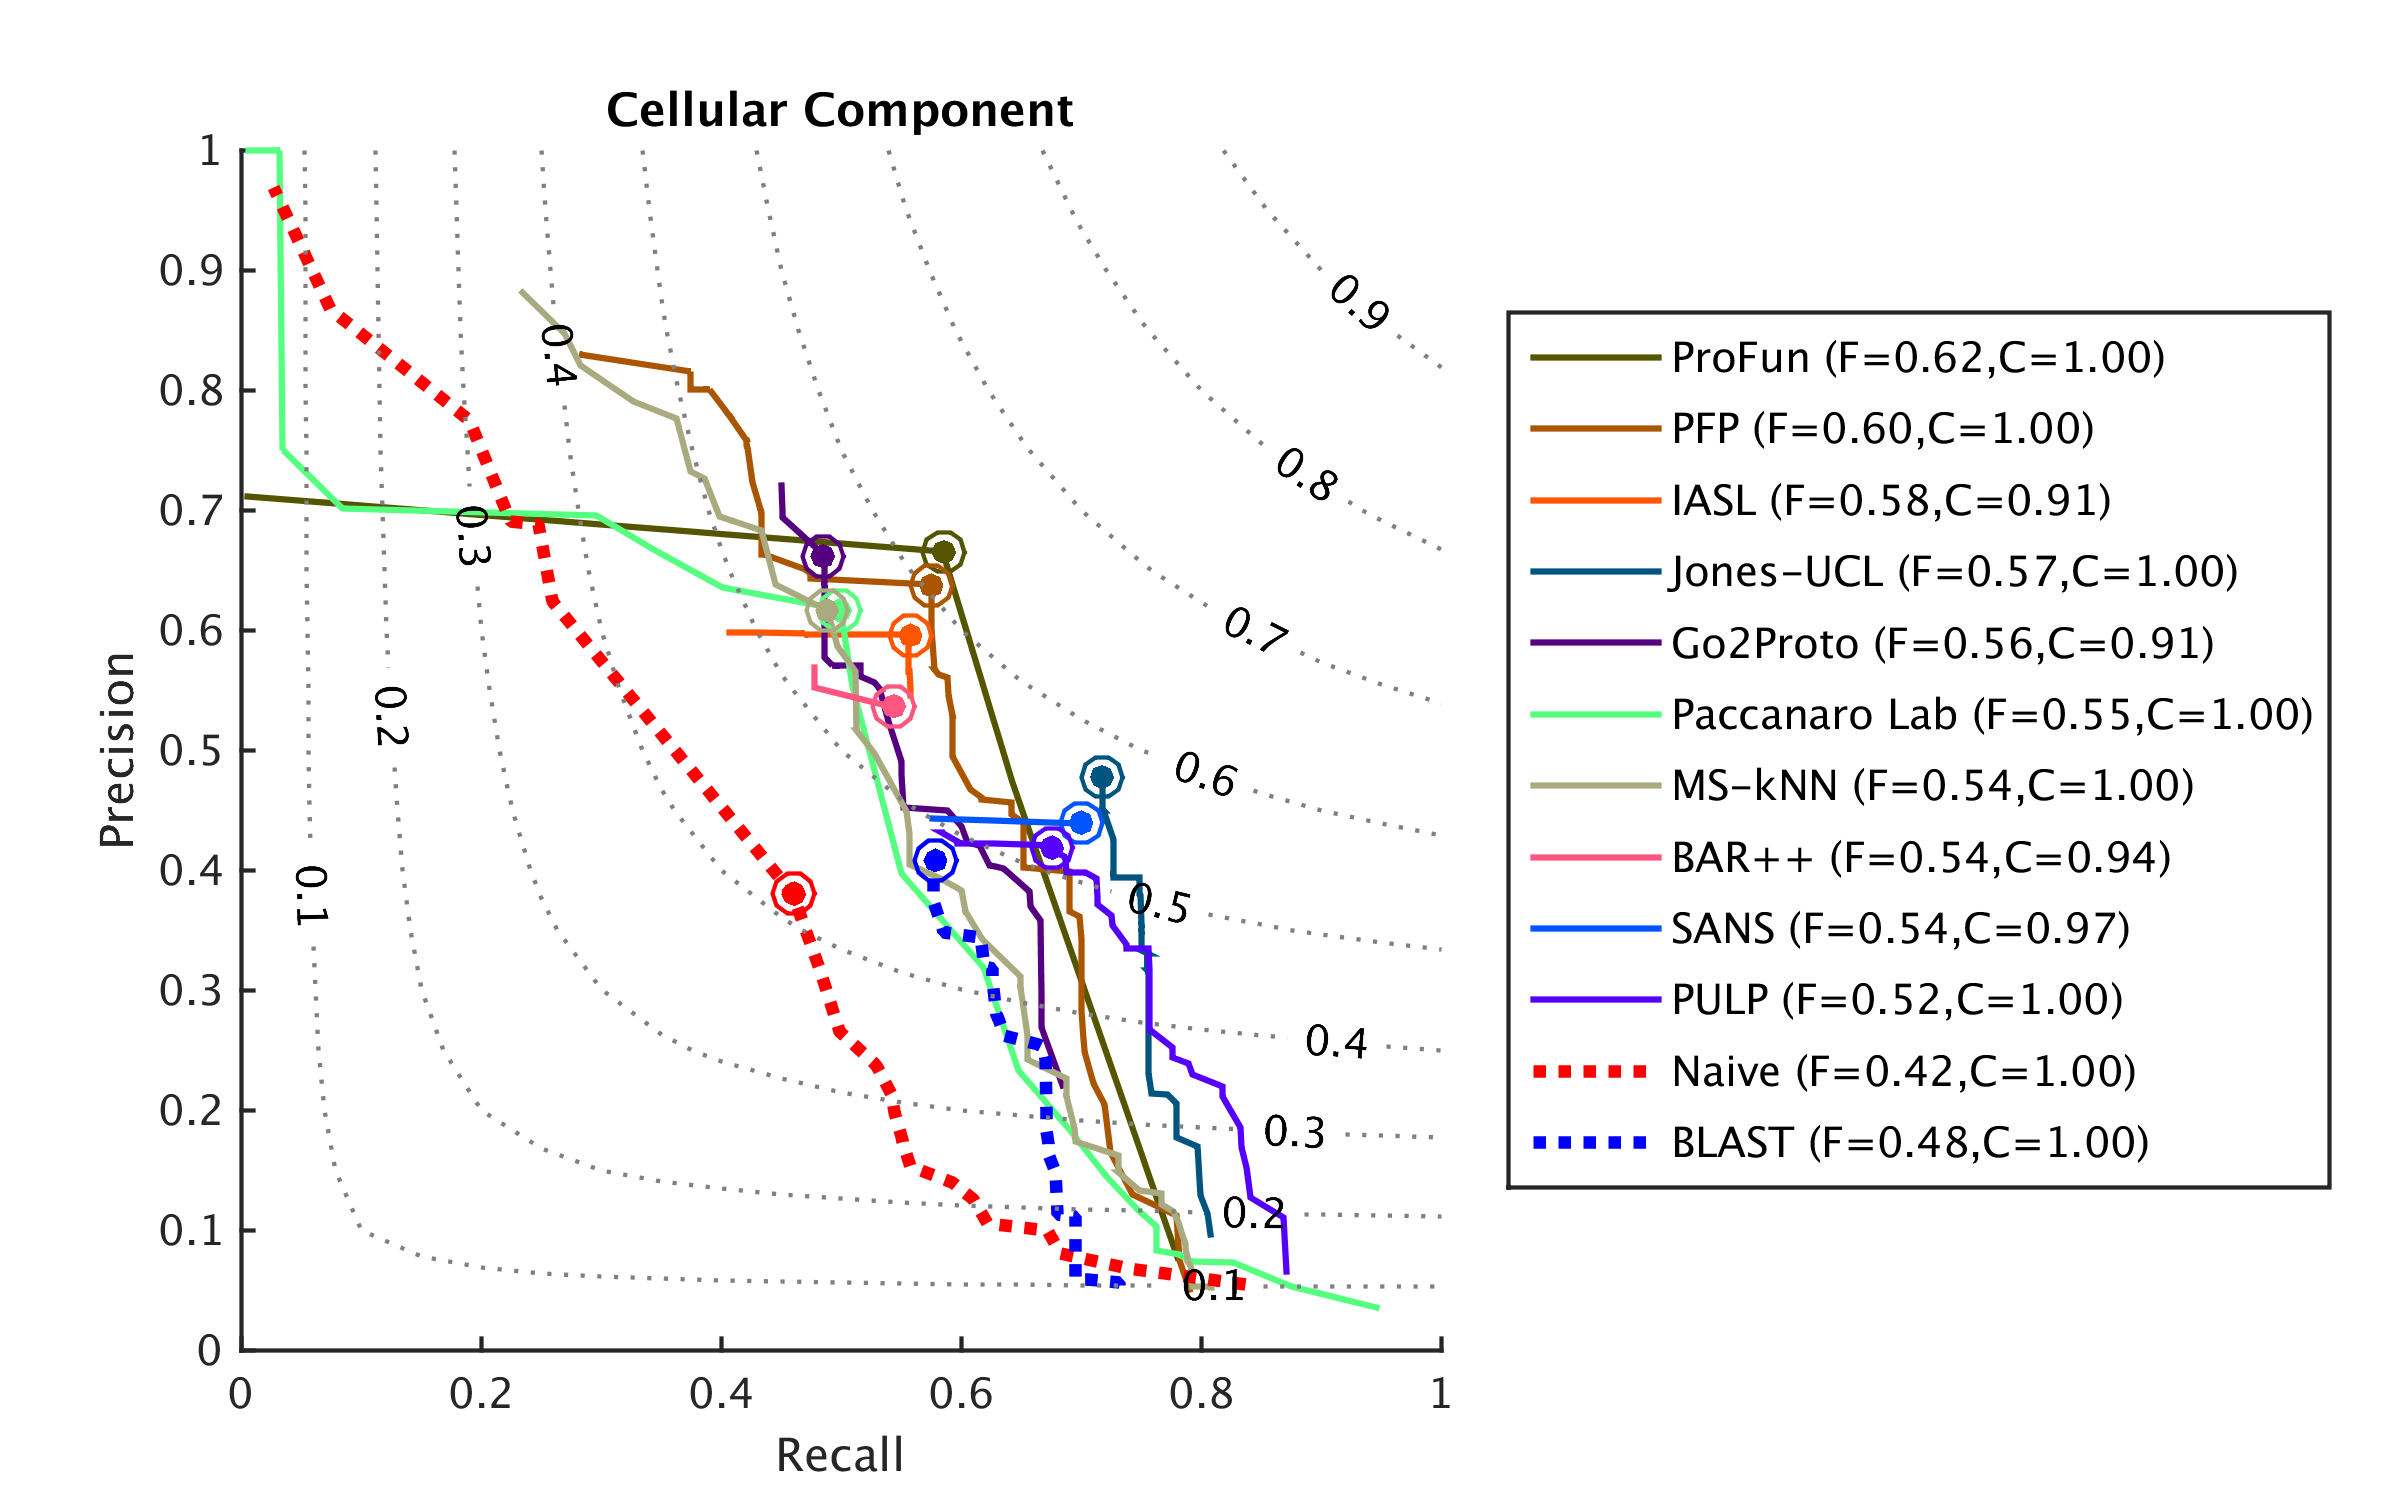 Cellular Component
1
0.9
0.8
0.7
0.6
0.5
0.4
0.3
0.2
0.1
0
Precision
0 0.2 0.4 0.6 0.8 1
Recall
0.9
0.8
0.7
0.6
0.5
0.4
0.3
0.2
0.1
0.4
0.3
0.2
0.1
ProFun (F=0.62,C=1.00)
PFP (F=0.60,C=1.00)
IASL (F=0.58,C=0.91)
Jones-UCL (F=0.57,C=1.00)
Go2Proto (F=0.56,C=0.91)
Paccanaro Lab (F=0.55,C=1.00)
MS-kNN (F=0.54,C=1.00)
BAR++ (F=0.54,C=0.94)
SANS (F=0.54,C=0.97)
PULP (F=0.52,C=1.00)
Naive (F=0.42,C=1.00)
BLAST (F=0.48,C=1.00)